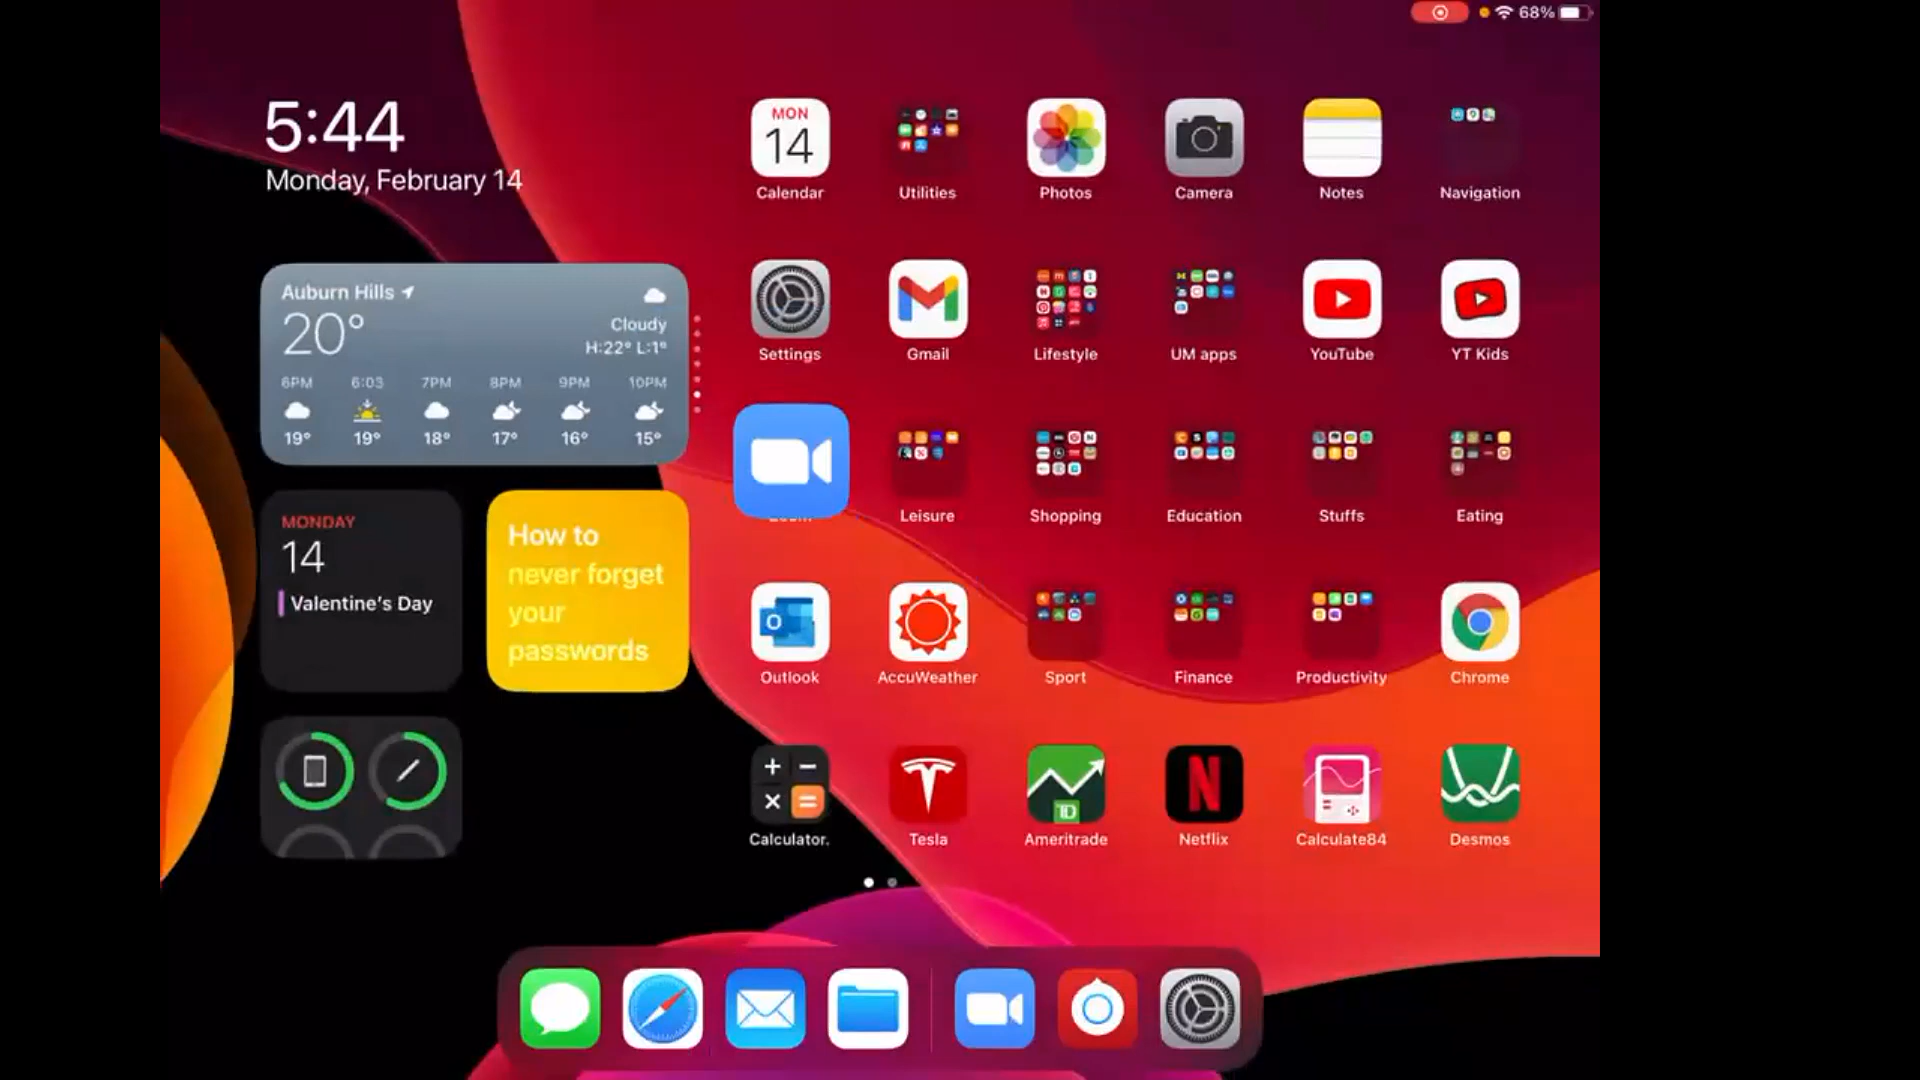 68%
5:44
Monday, February 14
Auburn Hills
20°
Cloudy
H:22° L:1°
6PM 6:03 7PM 8PM 9PM 10PM
19° 19° 18° 17° 16° 15°
MONDAY
14
Valentine's Day
How to
never forget
your
passwords
MON
14
Calendar Utilities Photos Camera Notes Navigation
Settings Gmail Lifestyle UM apps YouTube YT Kids
Leisure Shopping Education Stuffs Eating
Outlook AccuWeather Sport Finance Productivity Chrome
TD
Calculator. Tesla Ameritrade Netflix Calculate84 Desmos